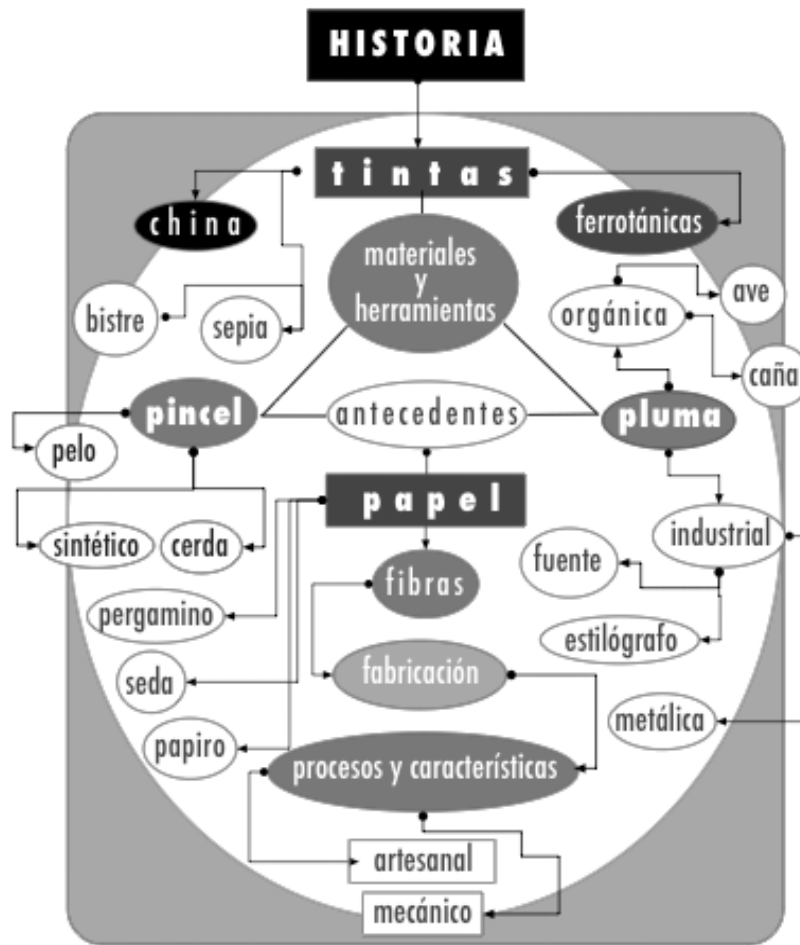 HISTORIA
tintas
china
ferrotánicas
materiales
y
herramientas
bistre
sepia
orgánica
ave
caña
pincel
antecedentes
pluma
pelo
papel
sintético
cerda
industrial
fuente
fibras
pergamino
estilógrafo
seda
fabricación
metálica
papiro
procesos y características
artesanal
mecánico